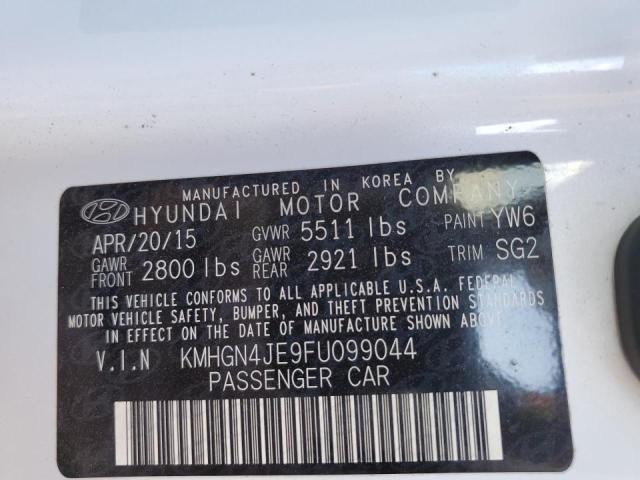 MANUFACTURED IN KOREA BY
HYUNDAI MOTOR COMPANY
APR/20/15 GVWR 5511 lbs PAINT YW6
GAWR FRONT 2800 lbs GAWR REAR 2921 lbs TRIM SG2
THIS VEHICLE CONFORMS TO ALL APPLICABLE U.S.A. FEDERAL
MOTOR VEHICLE SAFETY, BUMPER, AND THEFT PREVENTION STANDARDS
IN EFFECT ON THE DATE OF MANUFACTURE SHOWN ABOVE.
V.I.N KMHGN4JE9FU099044
PASSENGER CAR